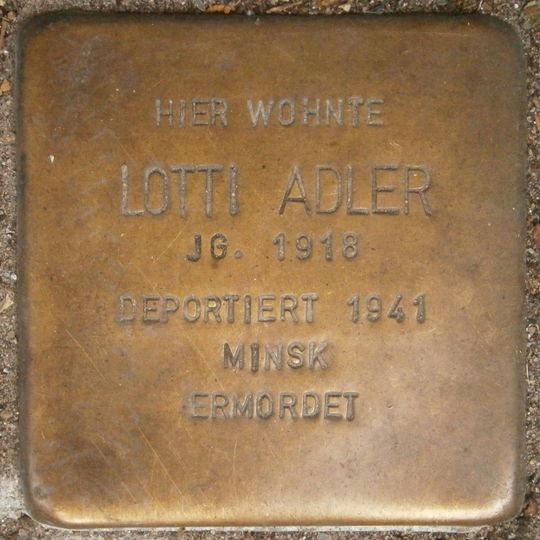 HIER WOHNTE
LOTTI ADLER
JG. 1918
DEPORTIERT 1941
MINSK
ERMORDET